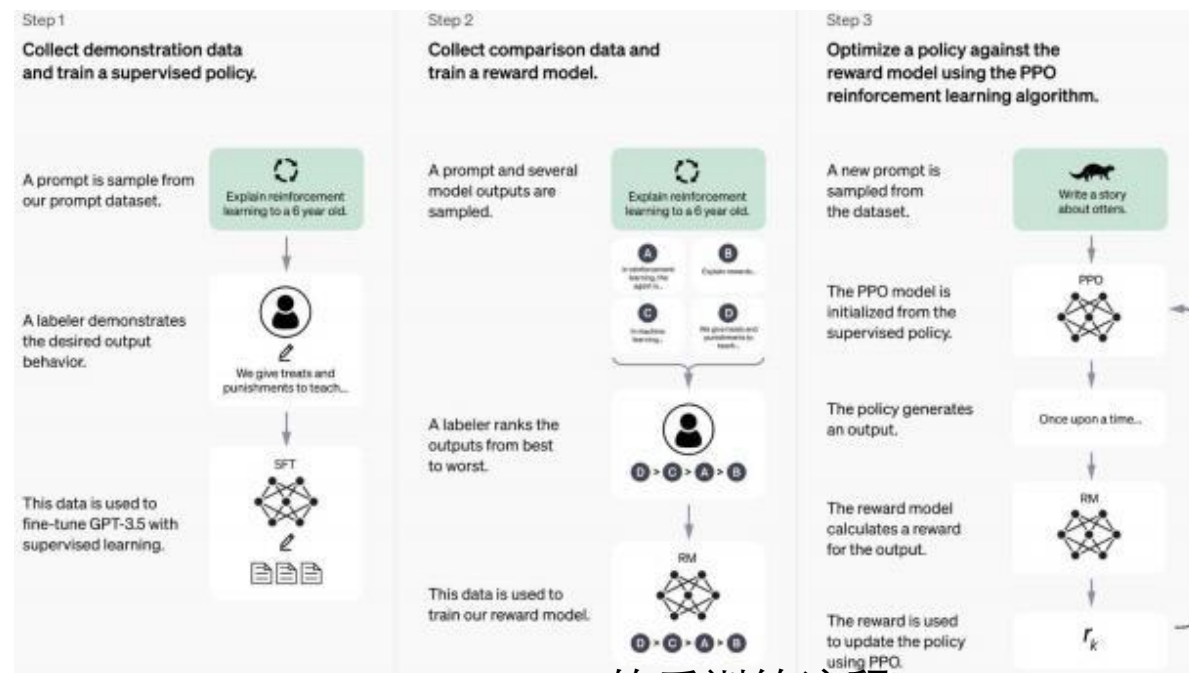 Step 1
Collect demonstration data
and train a supervised policy.
A prompt is sample from
our prompt dataset.
Explain reinforcement
learning to a 6 year old.
A labeler demonstrates
the desired output
behavior.
We give treats and
punishments to teach...
This data is used to
fine-tune GPT-3.5 with
supervised learning.
SFT
Step 2
Collect comparison data and
train a reward model.
A prompt and several
model outputs are
sampled.
Explain reinforcement
learning to a 6 year old.
A
In reinforcement
learning, the
agent is...
B
Explain rewards...
C
In machine
learning...
D
We give treats and
punishments to
teach...
A labeler ranks the
outputs from best
to worst.
D > C > A > B
This data is used to
train our reward model.
RM
D > C > A > B
Step 3
Optimize a policy against the
reward model using the PPO
reinforcement learning algorithm.
A new prompt is
sampled from
the dataset.
Write a story
about otters.
The PPO model is
initialized from the
supervised policy.
PPO
The policy generates
an output.
Once upon a time...
The reward model
calculates a reward
for the output.
RM
The reward is used
to update the policy
using PPO.
r_k